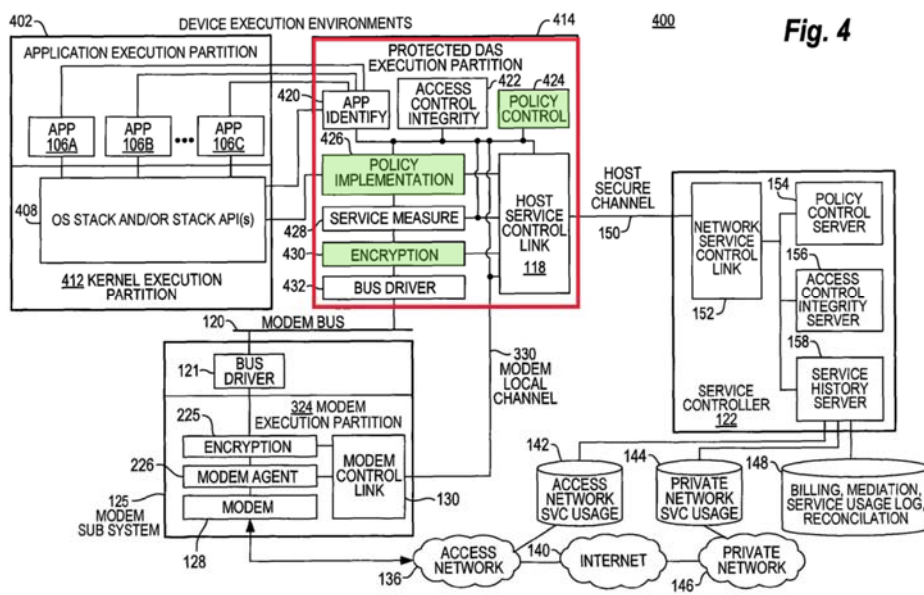 402
DEVICE EXECUTION ENVIRONMENTS
414
400
Fig. 4
APPLICATION EXECUTION PARTITION
APP
106A
APP
106B
APP
106C
408
OS STACK AND/OR STACK API(s)
412 KERNEL EXECUTION
PARTITION
PROTECTED DAS
EXECUTION PARTITION
420
APP
IDENTIFY
422
ACCESS
CONTROL
INTEGRITY
424
POLICY
CONTROL
426
POLICY
IMPLEMENTATION
428
SERVICE MEASURE
430
ENCRYPTION
432
BUS DRIVER
HOST
SERVICE
CONTROL
LINK
118
HOST
SECURE
CHANNEL
150
NETWORK
SERVICE
CONTROL
LINK
152
154
POLICY
CONTROL
SERVER
156
ACCESS
CONTROL
INTEGRITY
SERVER
158
SERVICE
HISTORY
SERVER
SERVICE
CONTROLLER
122
120
MODEM BUS
121
BUS
DRIVER
330
MODEM
LOCAL
CHANNEL
324 MODEM
EXECUTION PARTITION
225
ENCRYPTION
226
MODEM AGENT
125
MODEM
SUB SYSTEM
MODEM
128
MODEM
CONTROL
LINK
130
142
ACCESS
NETWORK
SVC USAGE
144
PRIVATE
NETWORK
SVC USAGE
148
BILLING, MEDIATION,
SERVICE USAGE LOG,
RECONCILATION
136
ACCESS
NETWORK
140
INTERNET
146
PRIVATE
NETWORK